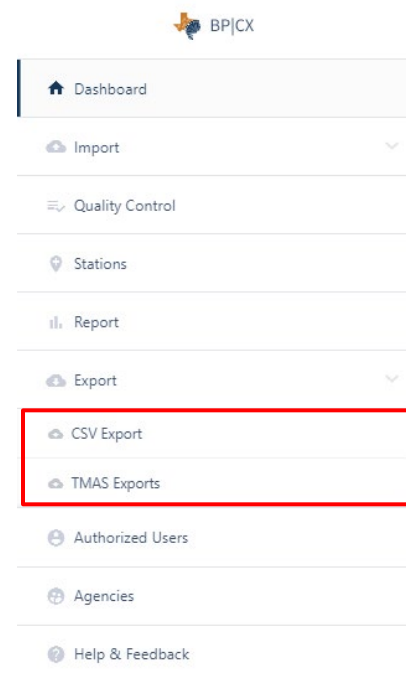 BP|CX
Dashboard
Import
Quality Control
Stations
Report
Export
CSV Export
TMAS Exports
Authorized Users
Agencies
Help & Feedback